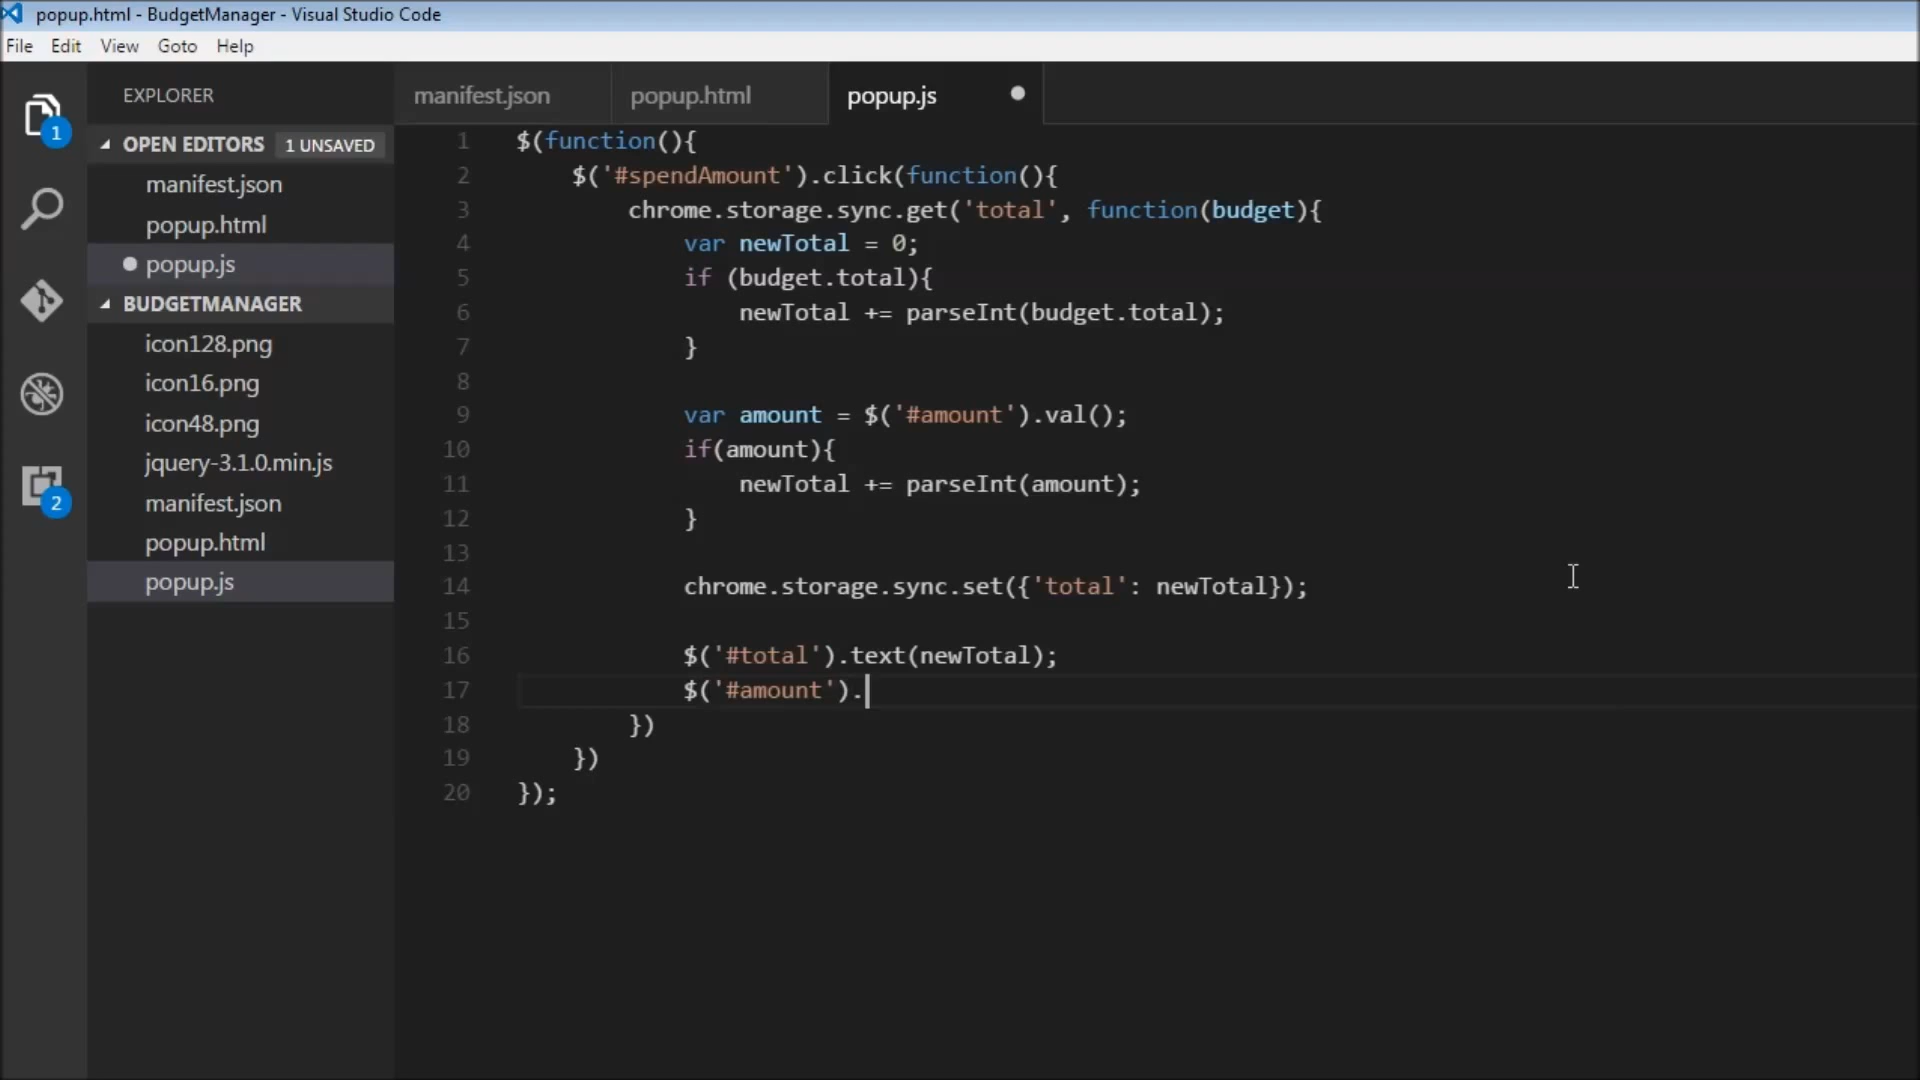 popup.html - BudgetManager - Visual Studio Code
File Edit View Goto Help
EXPLORER
OPEN EDITORS 1 UNSAVED
manifest.json
popup.html
popup.js
BUDGETMANAGER
icon128.png
icon16.png
icon48.png
jquery-3.1.0.min.js
manifest.json
popup.html
popup.js
1
2
manifest.json popup.html popup.js
1 $(function(){
2 $('#spendAmount').click(function(){
3 chrome.storage.sync.get('total', function(budget){
4 var newTotal = 0;
5 if (budget.total){
6 newTotal += parseInt(budget.total);
7 }
8
9 var amount = $('#amount').val();
10 if(amount){
11 newTotal += parseInt(amount);
12 }
13
14 chrome.storage.sync.set({'total': newTotal});
15
16 $('#total').text(newTotal);
17 $('#amount').
18 })
19 })
20 });